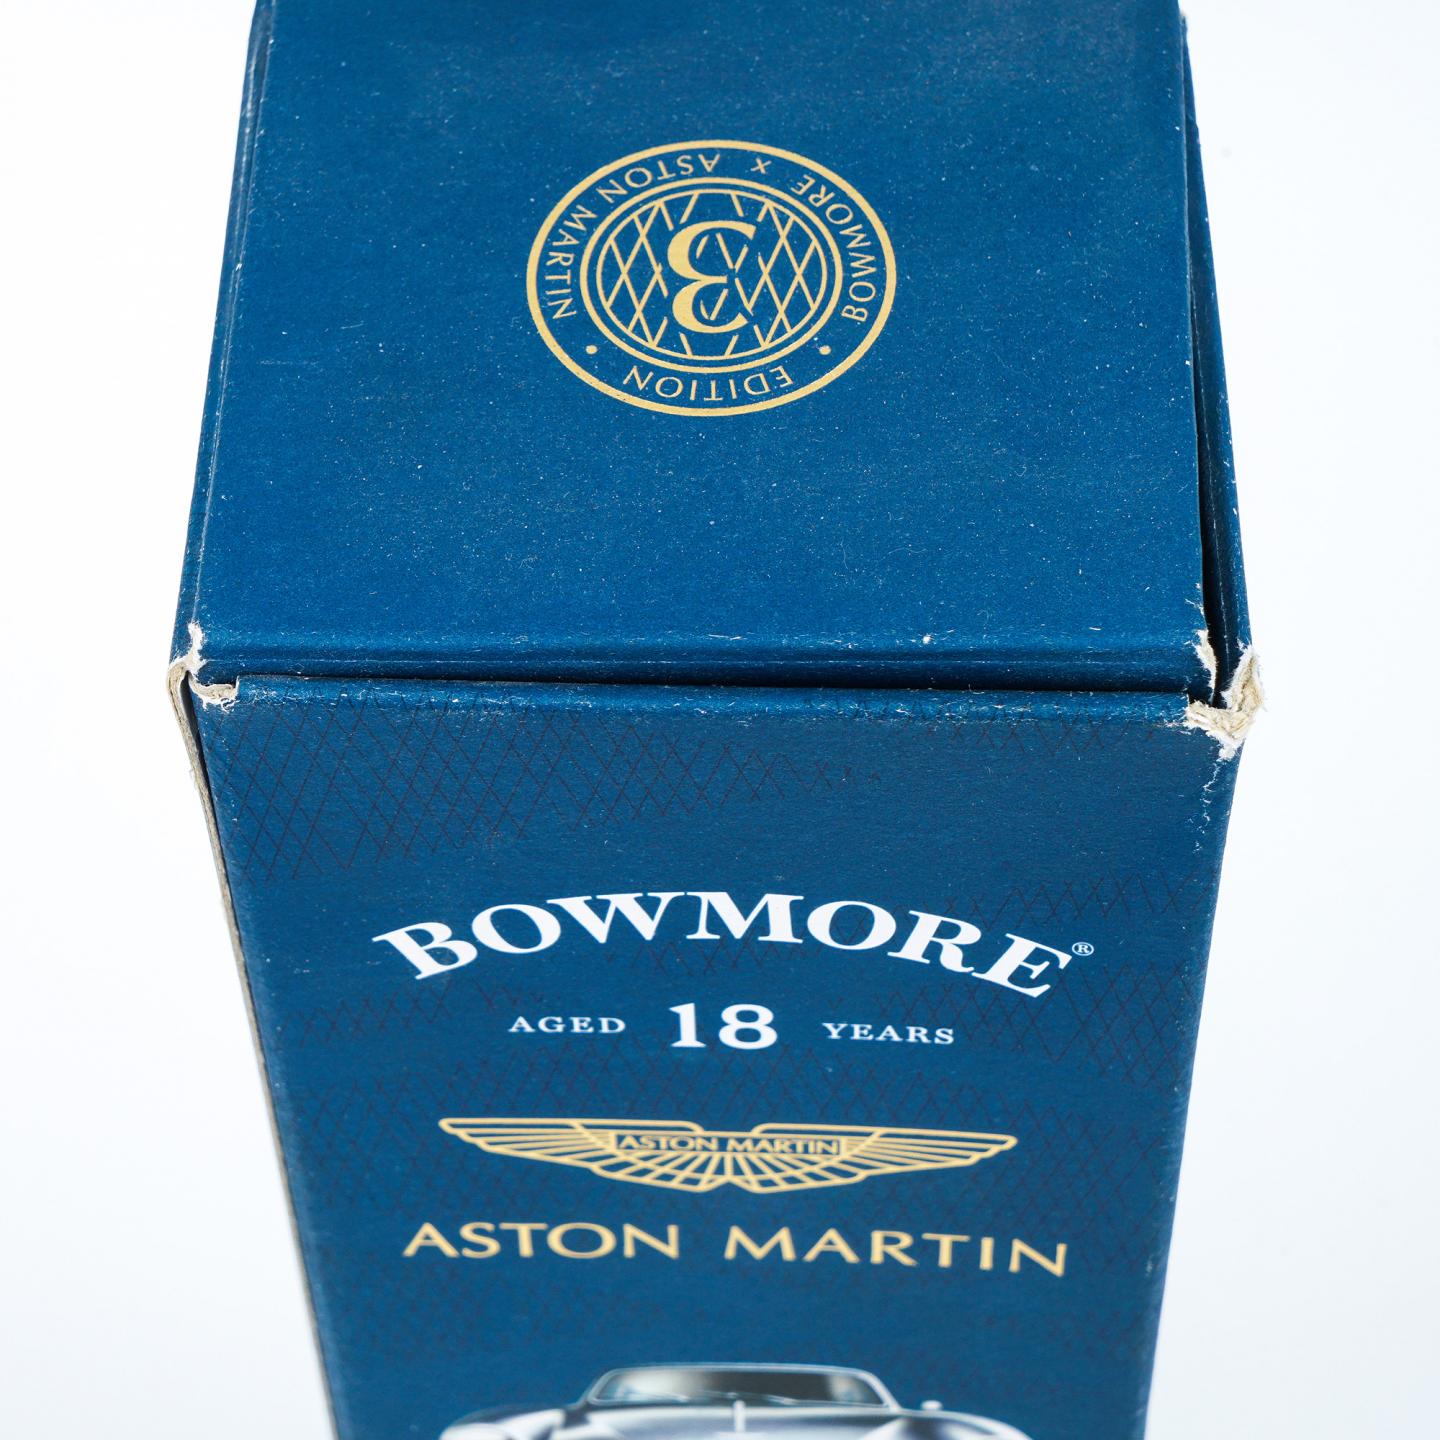 EDITION
3
BOWMORE x ASTON MARTIN
BOWMORE®
AGED 18 YEARS
ASTON MARTIN
ASTON MARTIN